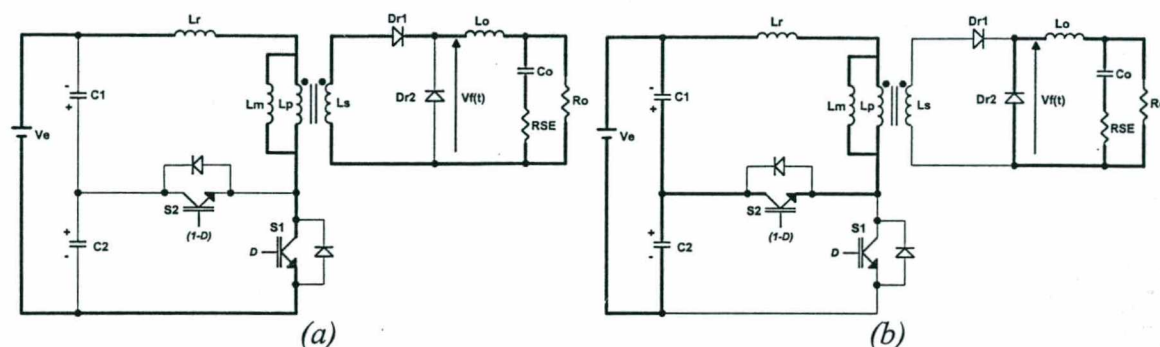 Lr
Dr1
Lo
-
C1
+
Lm
Lp
Ls
Dr2
Vf(t)
Co
Ro
RSE
Ve
S2
(1-D)
+
C2
-
S1
D
(a)
Lr
Dr1
Lo
-
C1
+
Lm
Lp
Ls
Dr2
Vf(t)
Co
RSE
Ve
S2
(1-D)
+
C2
-
S1
D
(b)